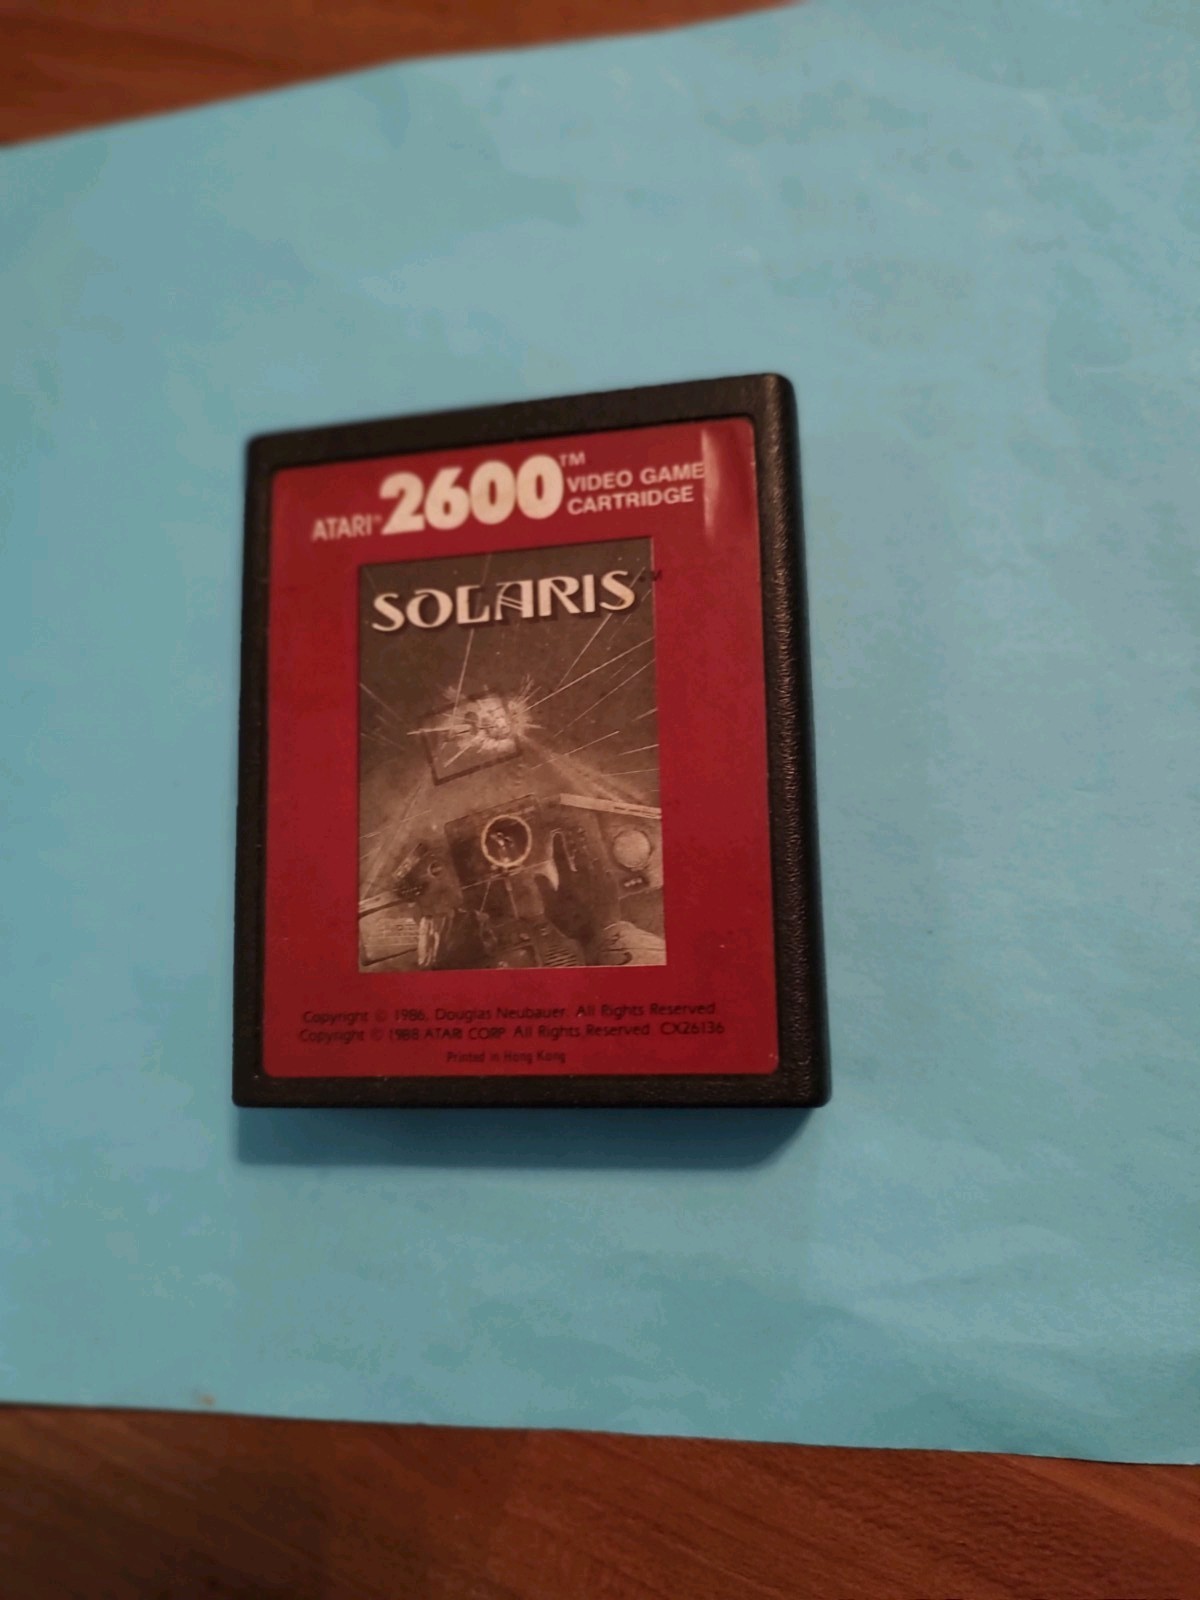 ATARI™ 2600™ VIDEO GAME
CARTRIDGE
SOLARIS™
Copyright © 1986, Douglas Neubauer. All Rights Reserved
Copyright © 1988 ATARI CORP All Rights Reserved CX26136
Printed in Hong Kong